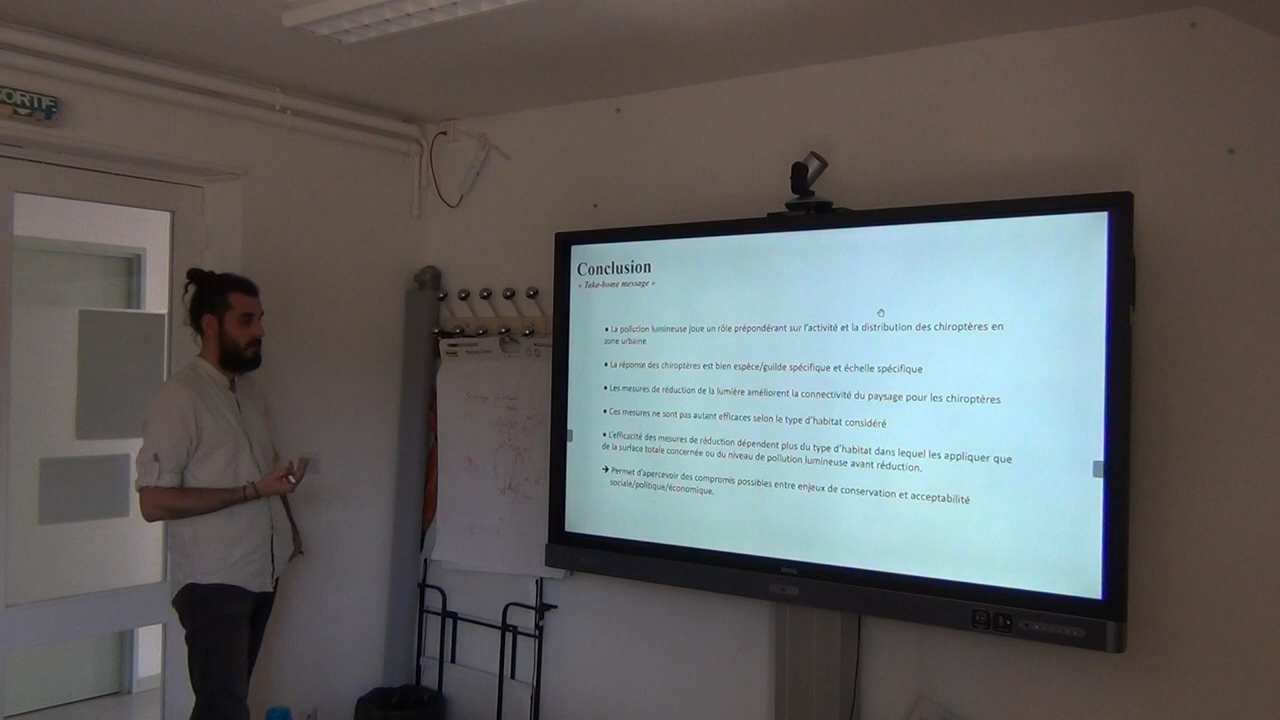 SORTIE
Conclusion
« Take-home message »
• La pollution lumineuse joue un rôle prépondérant sur l'activité et la distribution des chiroptères en
zone urbaine
• La réponse des chiroptères est bien espèce/guilde spécifique et échelle spécifique
• Les mesures de réduction de la lumière améliorent la connectivité du paysage pour les chiroptères
• Ces mesures ne sont pas autant efficaces selon le type d'habitat considéré
• L'efficacité des mesures de réduction dépendent plus du type d'habitat dans lequel les appliquer que
de la surface totale concernée ou du niveau de pollution lumineuse avant réduction.
➔ Permet d'apercevoir des compromis possibles entre enjeux de conservation et acceptabilité
sociale/politique/économique.